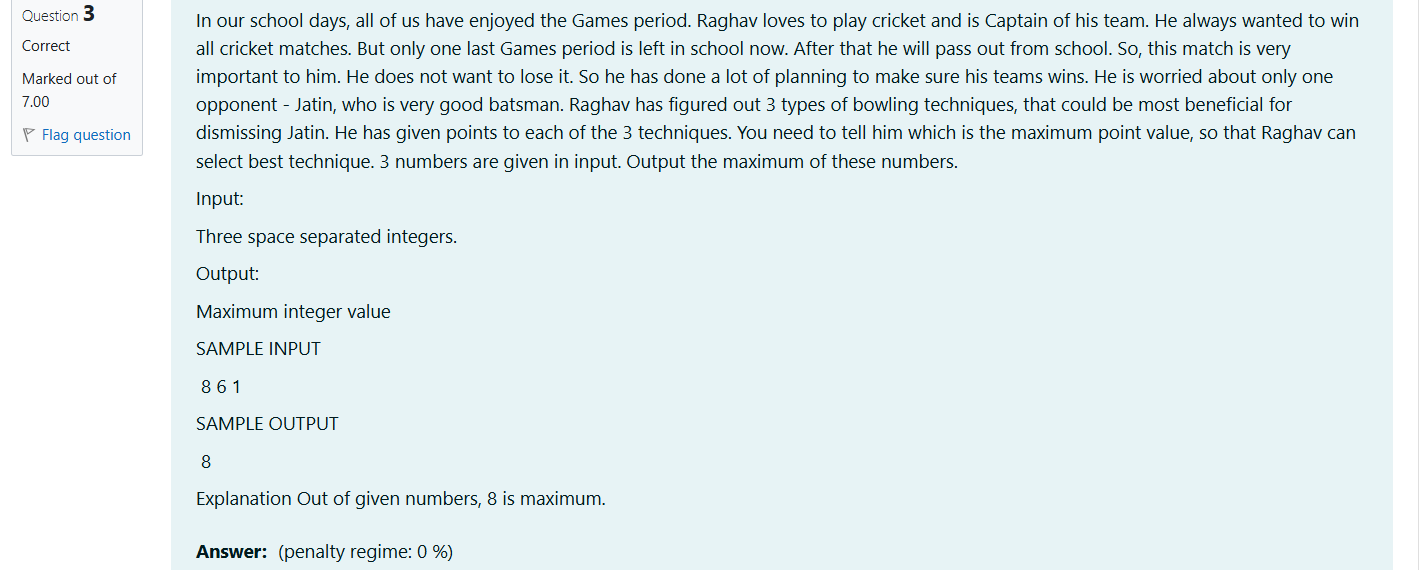 Question 3
Correct
Marked out of
7.00
Flag question
In our school days, all of us have enjoyed the Games period. Raghav loves to play cricket and is Captain of his team. He always wanted to win
all cricket matches. But only one last Games period is left in school now. After that he will pass out from school. So, this match is very
important to him. He does not want to lose it. So he has done a lot of planning to make sure his teams wins. He is worried about only one
opponent - Jatin, who is very good batsman. Raghav has figured out 3 types of bowling techniques, that could be most beneficial for
dismissing Jatin. He has given points to each of the 3 techniques. You need to tell him which is the maximum point value, so that Raghav can
select best technique. 3 numbers are given in input. Output the maximum of these numbers.
Input:
Three space separated integers.
Output:
Maximum integer value
SAMPLE INPUT
8 6 1
SAMPLE OUTPUT
8
Explanation Out of given numbers, 8 is maximum.
Answer: (penalty regime: 0 %)